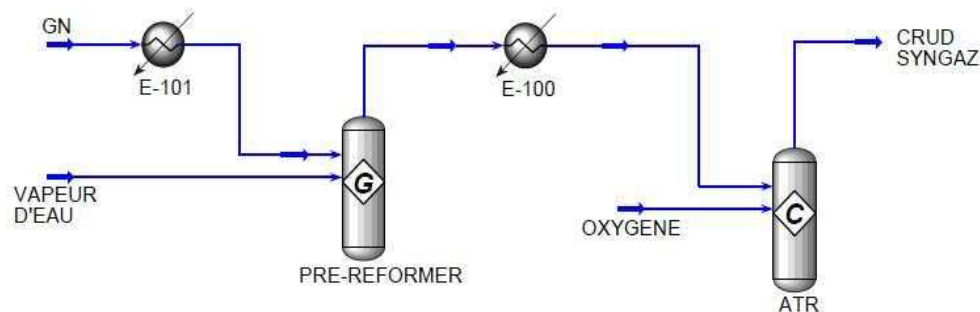 GN
E-101
E-100
CRUD
SYNGAZ
G
VAPEUR
D'EAU
PRE-REFORMER
OXYGENE
C
ATR